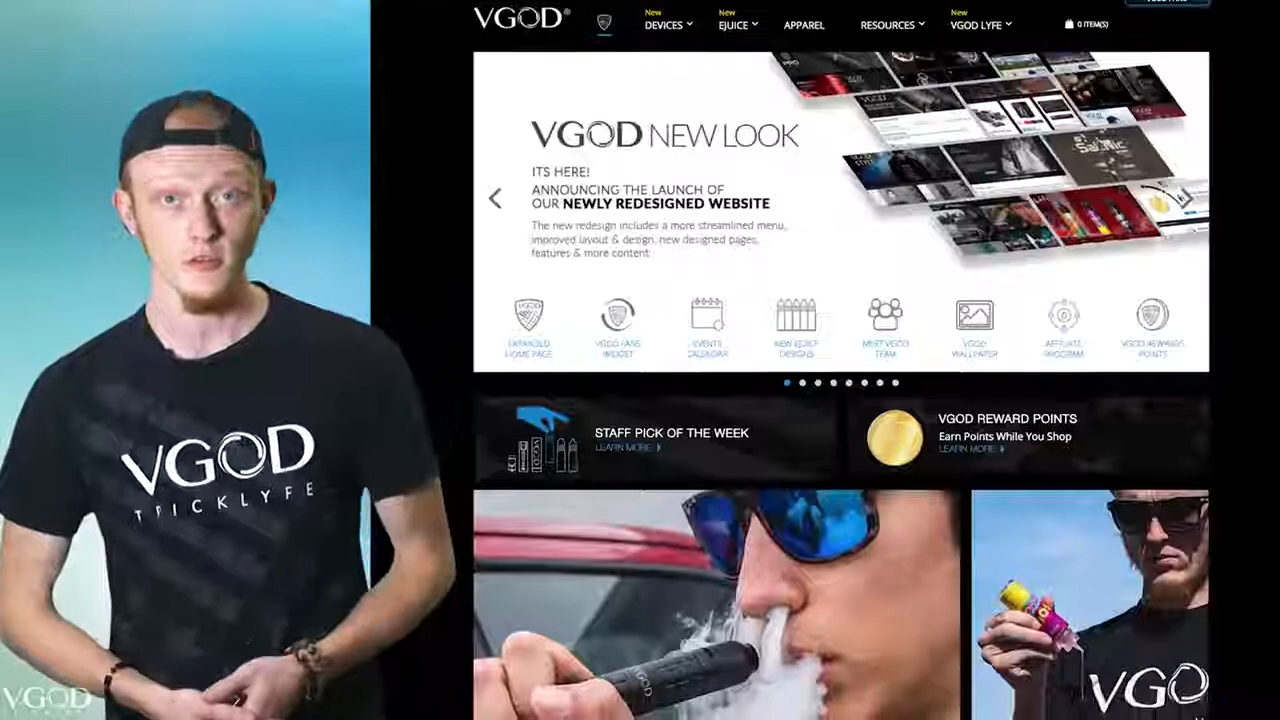 VGOD®
New
DEVICES
New
EJUICE
APPAREL
RESOURCES
New
VGOD LYFE
0 ITEM(S)
VGOD NEW LOOK
ITS HERE!
ANNOUNCING THE LAUNCH OF
OUR NEWLY REDESIGNED WEBSITE
The new redesign includes a more streamlined menu,
improved layout & design, new designed pages,
features & more content
EXPANDED
HOME PAGE
VGOD FANS
WIDGET
EVENTS
CALENDAR
NEW EJUICE
DESIGNS
MEET VGOD
TEAM
VGOD
WALLPAPER
AFFILIATE
PROGRAM
VGOD REWARDS
POINTS
STAFF PICK OF THE WEEK
LEARN MORE
VGOD REWARD POINTS
Earn Points While You Shop
LEARN MORE
VGOD
TRICKLYFE
VGOD
VGOD
VGO